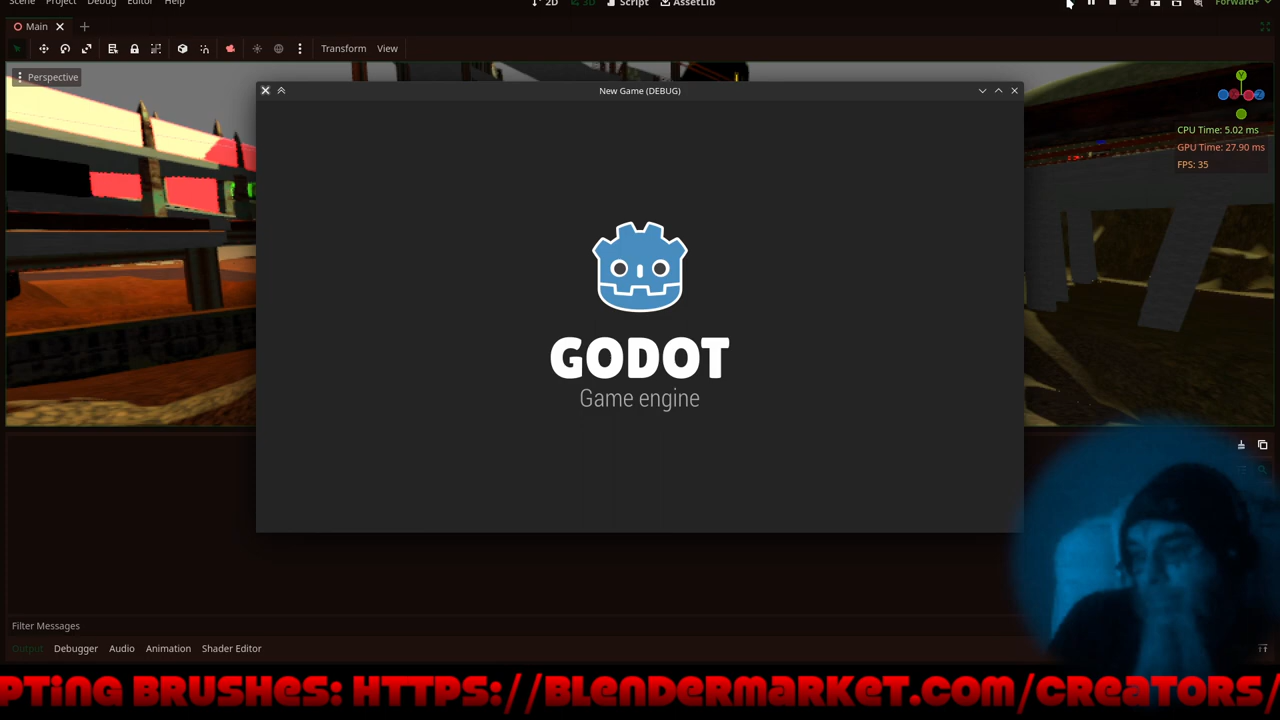 Scene Project Debug Editor Help
2D 3D Script AssetLib
Forward+
Main
Transform View
Perspective
New Game (DEBUG)
CPU Time: 5.02 ms
GPU Time: 27.90 ms
FPS: 35
GODOT
Game engine
Filter Messages
Output Debugger Audio Animation Shader Editor
PTING BRUSHES: HTTPS://BLENDERMARKET.COM/CREATORS/